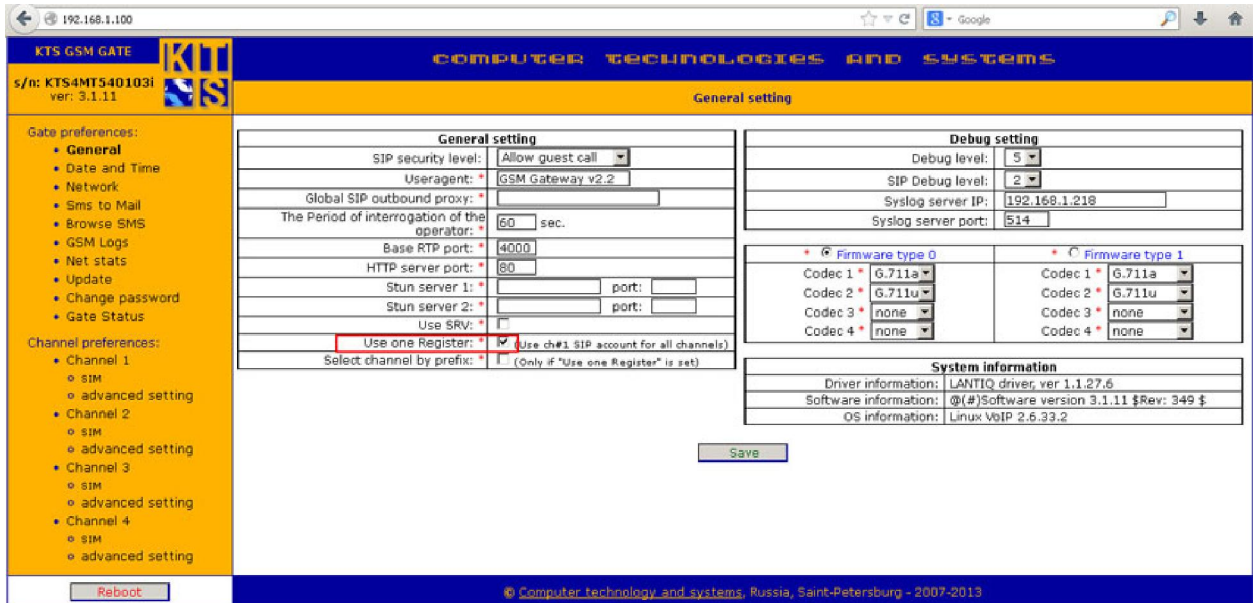 192.168.1.100
Google
KTS GSM GATE
KTS
s/n: KTS4MT540103i
ver: 3.1.11
COMPUTER TECHNOLOGIES AND SYSTEMS
General setting
Gate preferences:
General
Date and Time
Network
Sms to Mail
Browse SMS
GSM Logs
Net stats
Update
Change password
Gate Status
Channel preferences:
Channel 1
SIM
advanced setting
Channel 2
SIM
advanced setting
Channel 3
SIM
advanced setting
Channel 4
SIM
advanced setting
Reboot
General setting
SIP security level: Allow guest call
Useragent: * GSM Gateway v2.2
Global SIP outbound proxy: *
The Period of interrogation of the
operator: * 60 sec.
Base RTP port: * 4000
HTTP server port: * 80
Stun server 1: * port:
Stun server 2: * port:
Use SRV: *
Use one Register: * (Use ch#1 SIP account for all channels)
Select channel by prefix: * (Only if "Use one Register" is set)
Debug setting
Debug level: 5
SIP Debug level: 2
Syslog server IP: 192.168.1.218
Syslog server port: 514
* Firmware type 0
Codec 1 * G.711a
Codec 2 * G.711u
Codec 3 * none
Codec 4 * none
* Firmware type 1
Codec 1 * G.711a
Codec 2 * G.711u
Codec 3 * none
Codec 4 * none
System information
Driver information: LANTIQ driver, ver 1.1.27.6
Software information: @(#)Software version 3.1.11 $Rev: 349 $
OS information: Linux VoIP 2.6.33.2
Save
© Computer technology and systems, Russia, Saint-Petersburg - 2007-2013